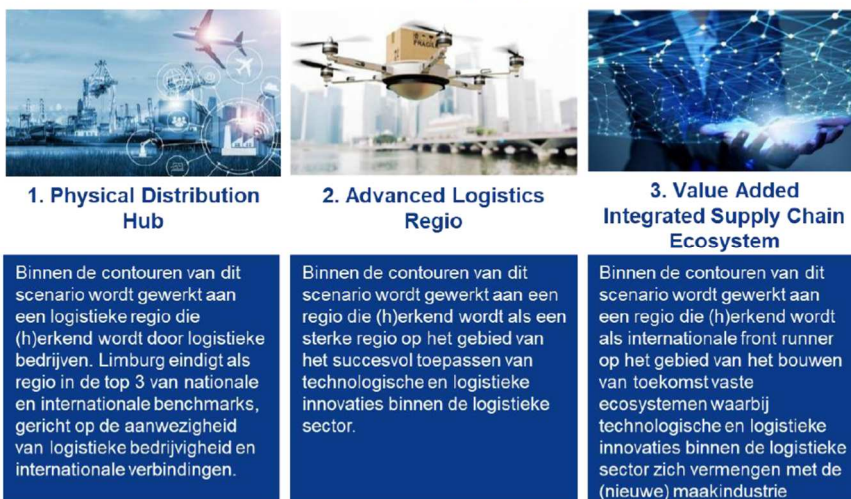 FRAGILE
1. Physical Distribution
Hub
Binnen de contouren van dit
scenario wordt gewerkt aan
een logistieke regio die
(h)erkend wordt door logistieke
bedrijven. Limburg eindigt als
regio in de top 3 van nationale
en internationale benchmarks,
gericht op de aanwezigheid
van logistieke bedrijvigheid en
internationale verbindingen.
2. Advanced Logistics
Regio
Binnen de contouren van dit
scenario wordt gewerkt aan een
regio die (h)erkend wordt als een
sterke regio op het gebied van
het succesvol toepassen van
technologische en logistieke
innovaties binnen de logistieke
sector.
3. Value Added
Integrated Supply Chain
Ecosystem
Binnen de contouren van dit
scenario wordt gewerkt aan
een regio die (h)erkend wordt
als internationale front runner
op het gebied van het bouwen
van toekomstvaste
ecosystemen waarbij
technologische en logistieke
innovaties binnen de logistieke
sector zich vermengen met de
(nieuwe) maakindustrie